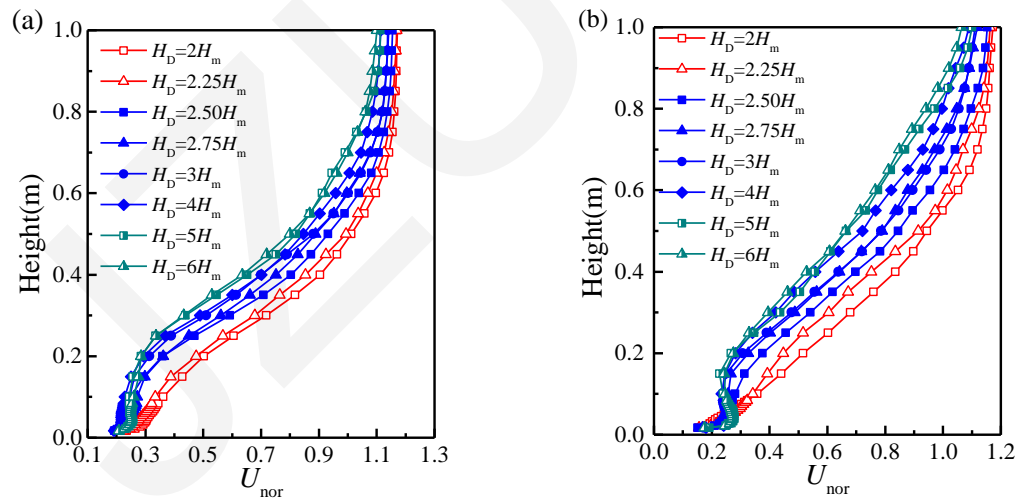 (a)
1.0
0.8
0.6
0.4
0.2
0.0
Height(m)
H_D=2H_m
H_D=2.25H_m
H_D=2.50H_m
H_D=2.75H_m
H_D=3H_m
H_D=4H_m
H_D=5H_m
H_D=6H_m
0.1 0.3 0.5 0.7 0.9 1.1 1.3
U_nor
(b)
1.0
0.8
0.6
0.4
0.2
0.0
Height(m)
H_D=2H_m
H_D=2.25H_m
H_D=2.50H_m
H_D=2.75H_m
H_D=3H_m
H_D=4H_m
H_D=5H_m
H_D=6H_m
0.0 0.2 0.4 0.6 0.8 1.0 1.2
U_nor